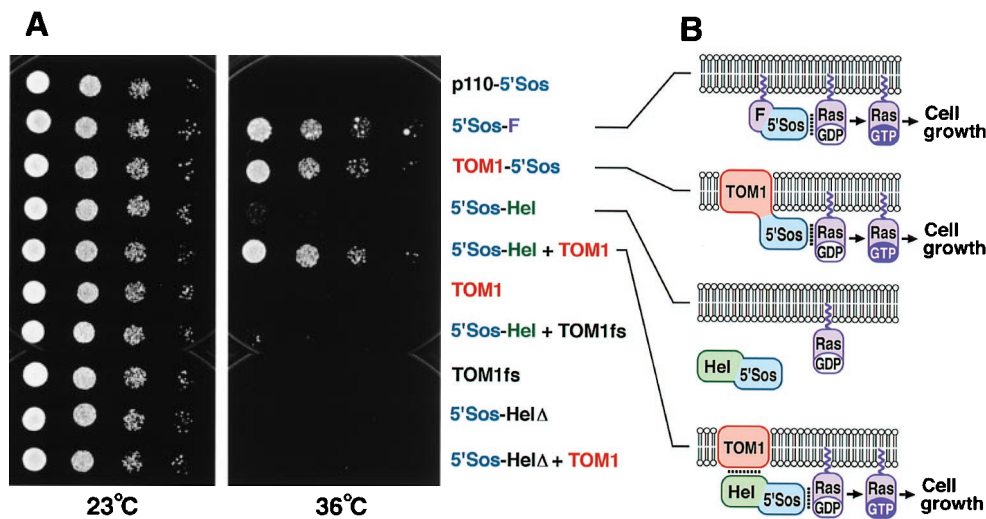 A
p110-5'Sos
5'Sos-F
TOM1-5'Sos
5'Sos-Hel
5'Sos-Hel + TOM1
TOM1
5'Sos-Hel + TOM1fs
TOM1fs
5'Sos-Hel∆
5'Sos-Hel∆ + TOM1
23°C
36°C
B
F
5'Sos
Ras
GDP
Ras
GTP
Cell
growth
TOM1
5'Sos
Ras
GDP
Ras
GTP
Cell
growth
Ras
GDP
Hel
5'Sos
TOM1
Hel
5'Sos
Ras
GDP
Ras
GTP
Cell
growth